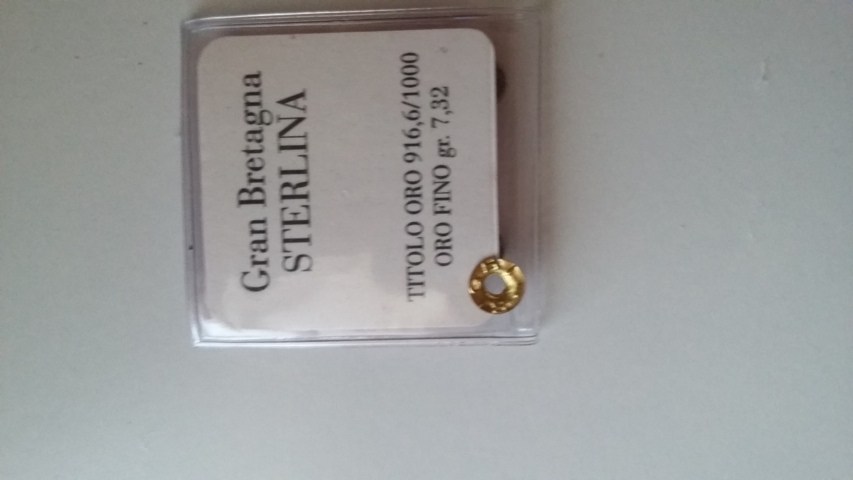 Gran Bretagna
STERLINA
TITOLO ORO 916,6/1000
ORO FINO gr. 7,32